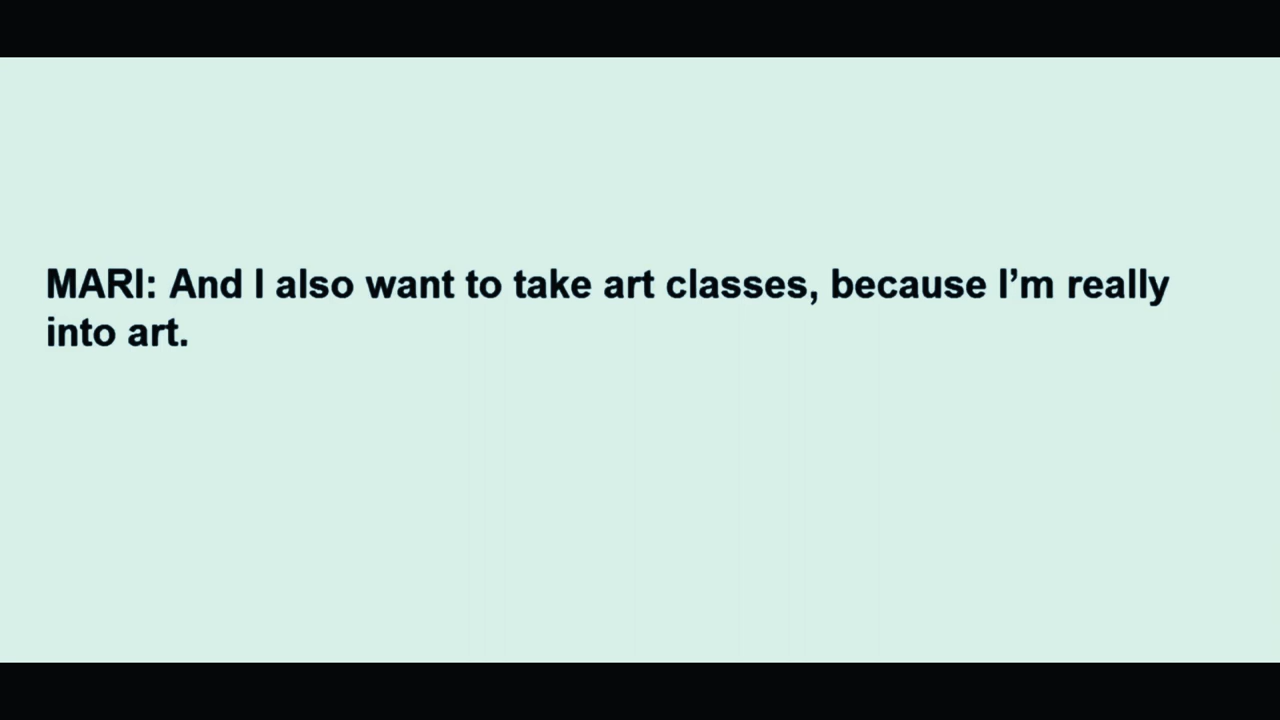 MARI: And I also want to take art classes, because I’m really
into art.